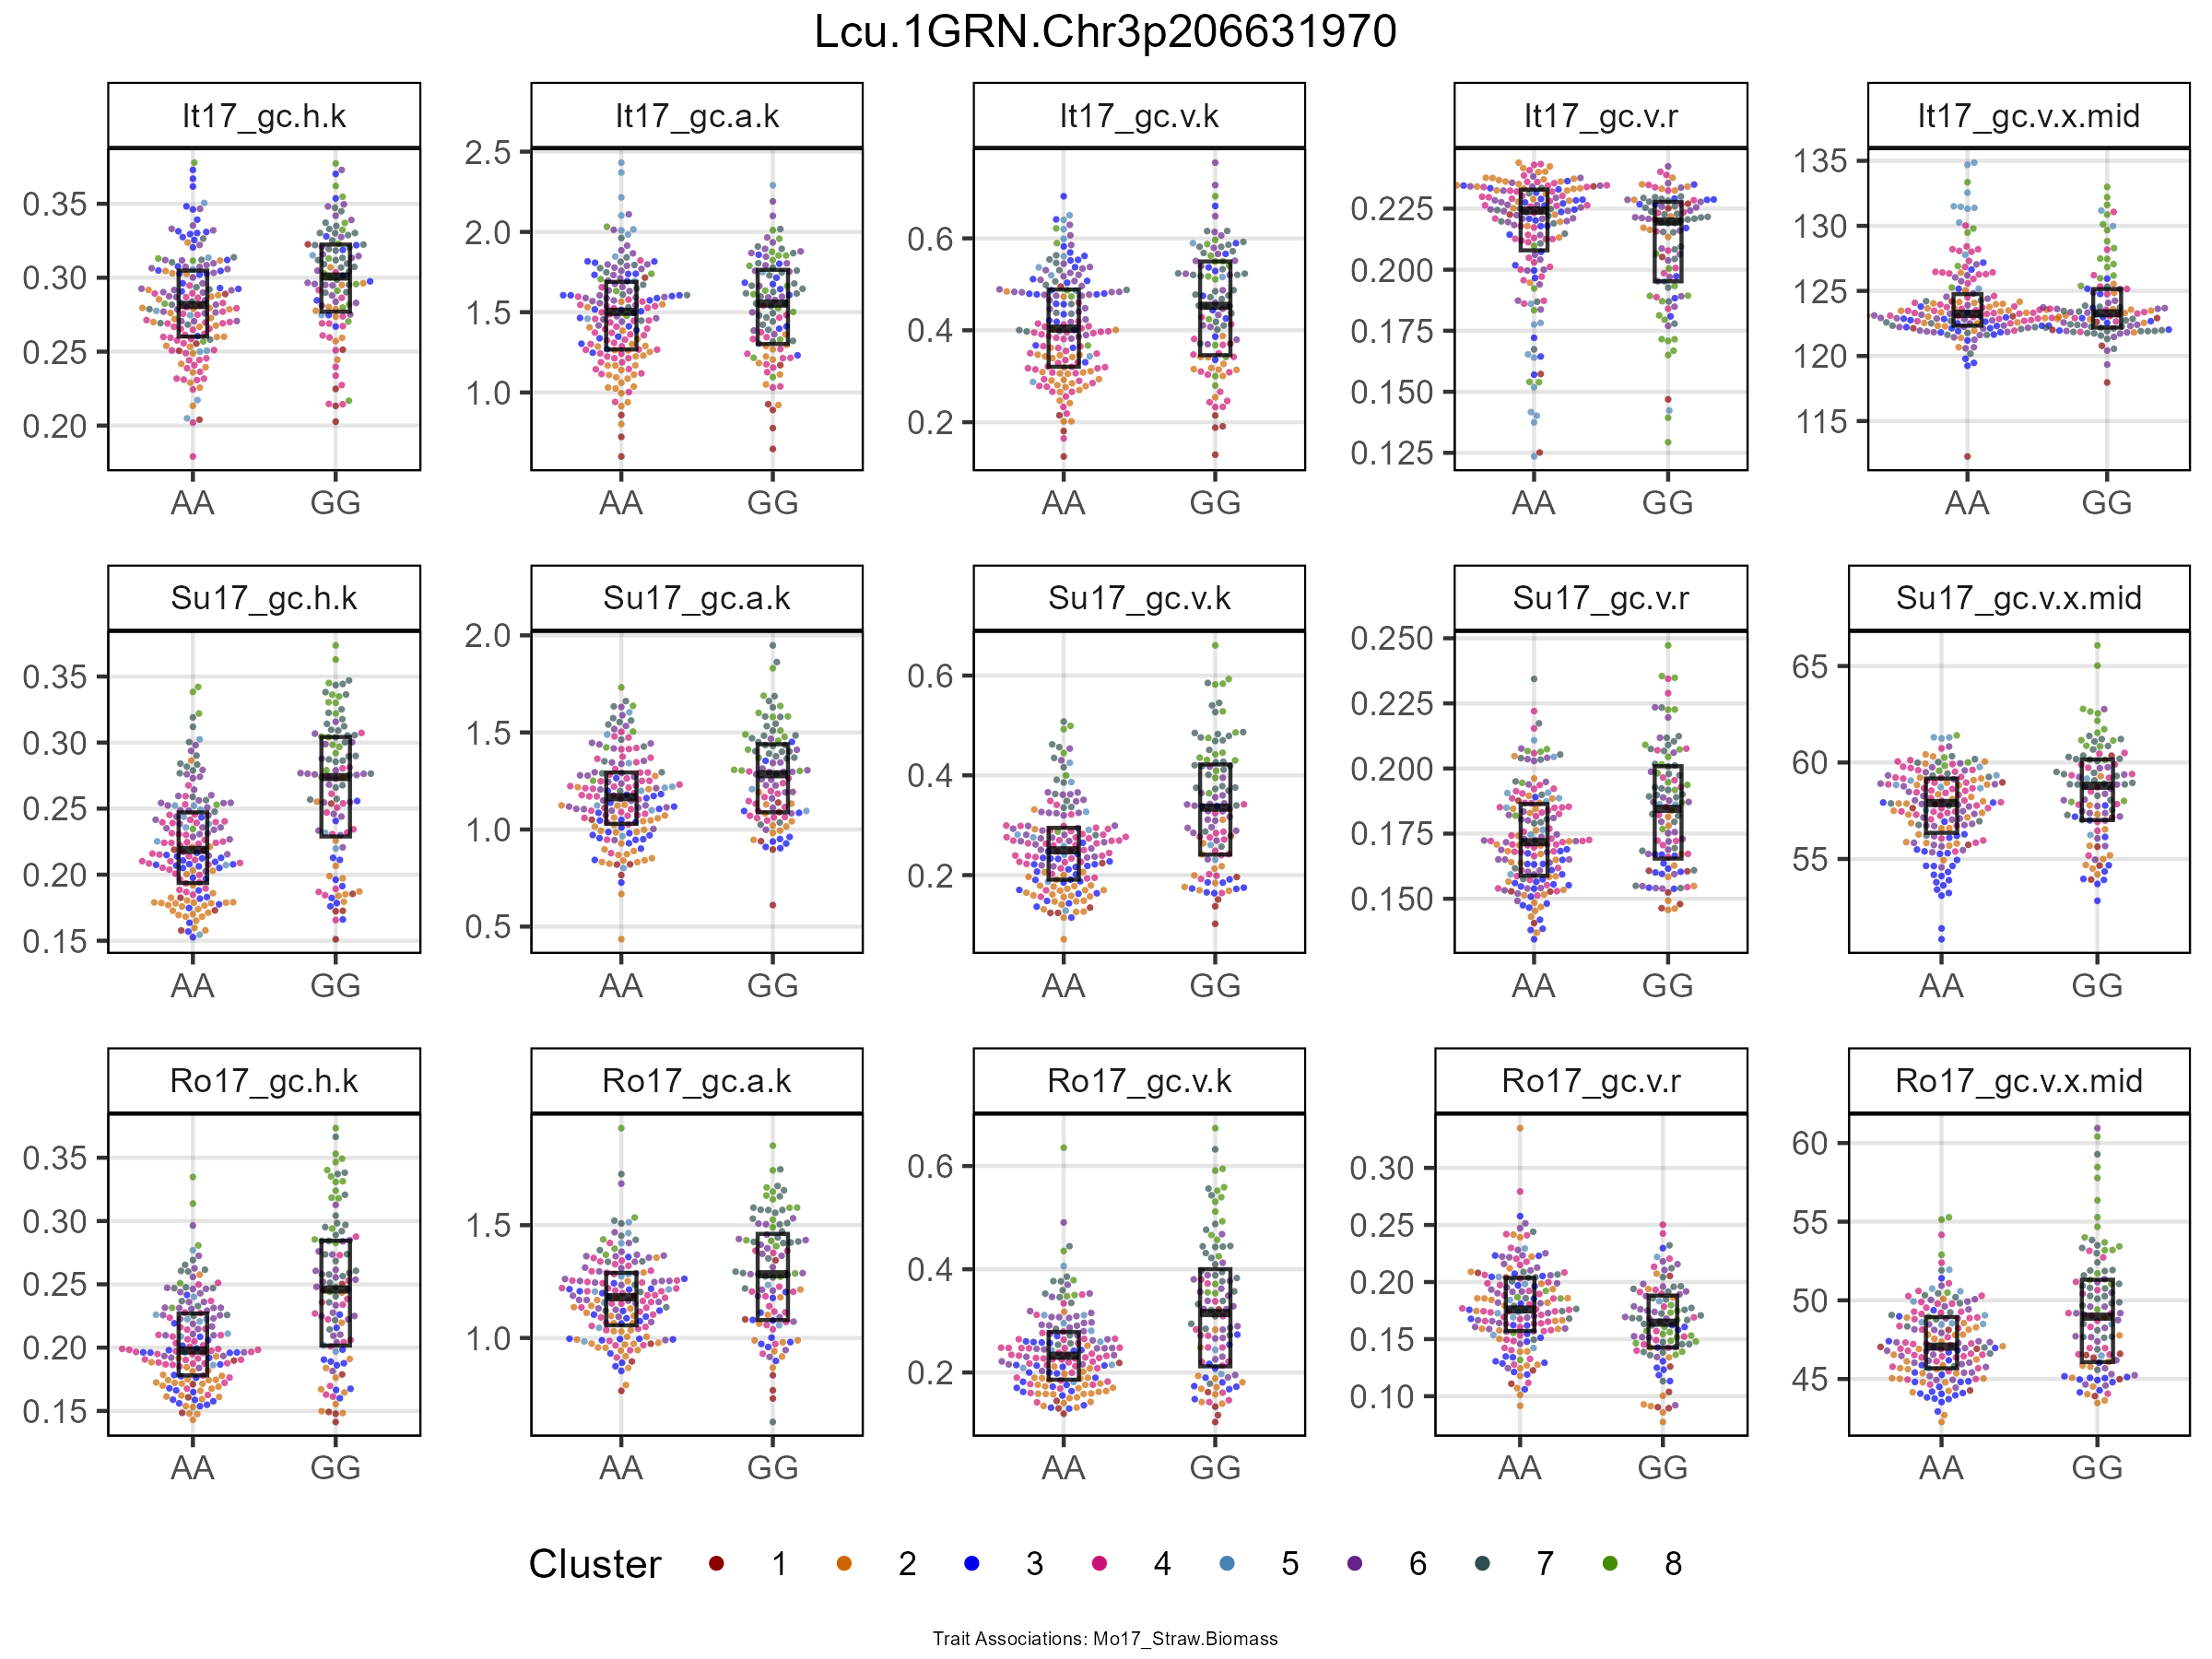 Lcu.1GRN.Chr3p206631970
It17_gc.h.k
It17_gc.a.k
It17_gc.v.k
It17_gc.v.r
It17_gc.v.x.mid
0.35
0.30
0.25
0.20
AA
GG
2.5
2.0
1.5
1.0
AA
GG
0.6
0.4
0.2
AA
GG
0.225
0.200
0.175
0.150
0.125
AA
GG
135
130
125
120
115
AA
GG
Su17_gc.h.k
Su17_gc.a.k
Su17_gc.v.k
Su17_gc.v.r
Su17_gc.v.x.mid
0.35
0.30
0.25
0.20
0.15
AA
GG
2.0
1.5
1.0
0.5
AA
GG
0.6
0.4
0.2
AA
GG
0.250
0.225
0.200
0.175
0.150
AA
GG
65
60
55
AA
GG
Ro17_gc.h.k
Ro17_gc.a.k
Ro17_gc.v.k
Ro17_gc.v.r
Ro17_gc.v.x.mid
0.35
0.30
0.25
0.20
0.15
AA
GG
1.5
1.0
AA
GG
0.6
0.4
0.2
AA
GG
0.30
0.25
0.20
0.15
0.10
AA
GG
60
55
50
45
AA
GG
Cluster 1 2 3 4 5 6 7 8
Trait Associations: Mo17_Straw.Biomass